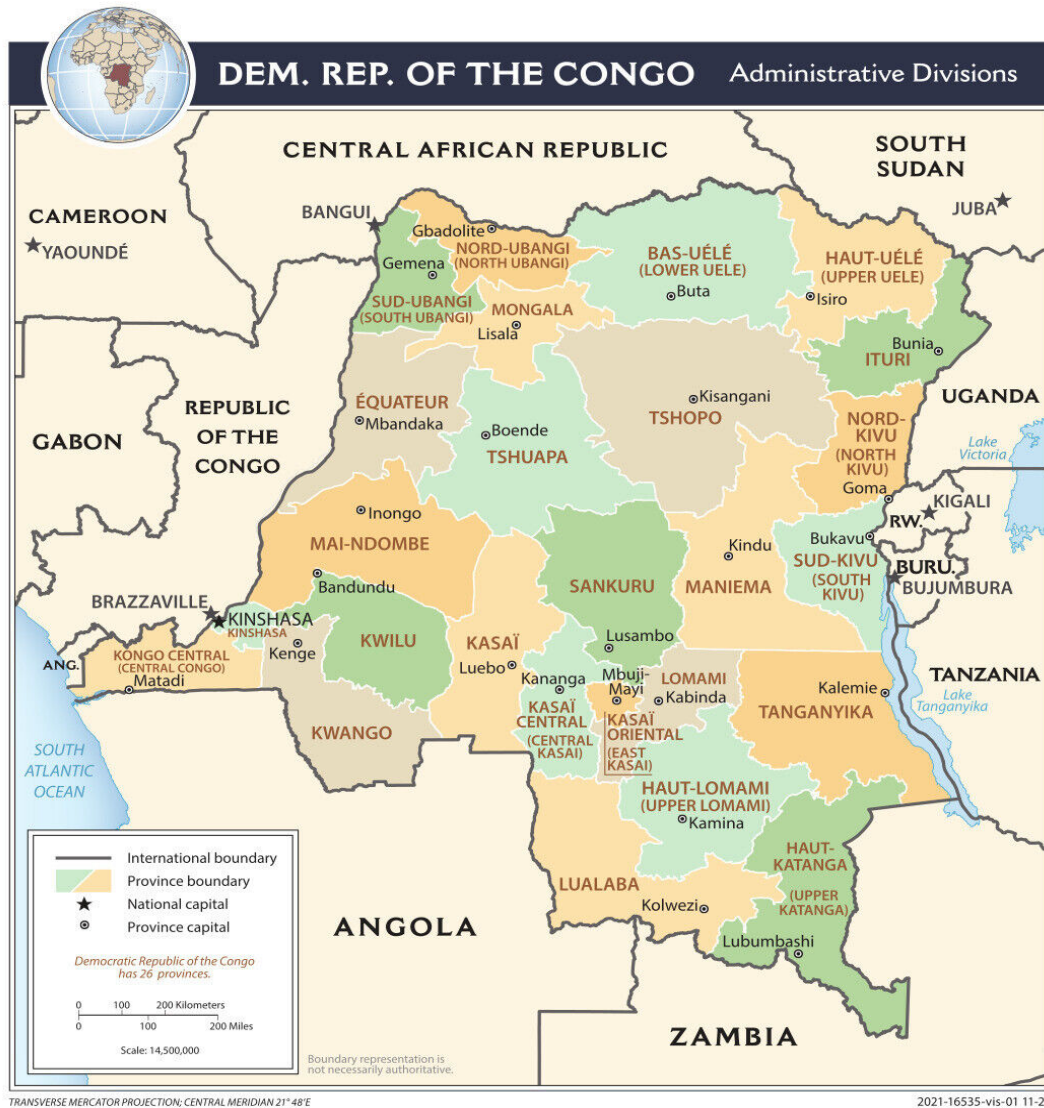 DEM. REP. OF THE CONGO Administrative Divisions
CENTRAL AFRICAN REPUBLIC
SOUTH
SUDAN
JUBA
CAMEROON
YAOUNDÉ
BANGUI
Gbadolite
NORD-UBANGI
(NORTH UBANGI)
Gemena
SUD-UBANGI
(SOUTH UBANGI)
MONGALA
Lisala
BAS-UÉLÉ
(LOWER UELE)
Buta
HAUT-UÉLÉ
(UPPER UELE)
Isiro
Bunia
ITURI
UGANDA
GABON
REPUBLIC
OF THE
CONGO
ÉQUATEUR
Mbandaka
Boende
TSHUAPA
Kisangani
TSHOPO
NORD-
KIVU
(NORTH
KIVU)
Goma
Lake
Victoria
KIGALI
RW.
Inongo
MAI-NDOMBE
Bandundu
SANKURU
Lusambo
Kindu
MANIEMA
Bukavu
SUD-KIVU
(SOUTH
KIVU)
BURU.
BUJUMBURA
BRAZZAVILLE
KINSHASA
KINSHASA
ANG.
KONGO CENTRAL
(CENTRAL CONGO)
Matadi
Kenge
KWILU
KWANGO
KASAÏ
Luebo
Kananga
KASAÏ
CENTRAL
(CENTRAL
KASAI)
Mbuji-
Mayi
KASAÏ
ORIENTAL
(EAST
KASAI)
LOMAMI
Kabinda
Kalemie
TANGANYIKA
TANZANIA
Lake
Tanganyika
SOUTH
ATLANTIC
OCEAN
HAUT-LOMAMI
(UPPER LOMAMI)
Kamina
HAUT-
KATANGA
(UPPER
KATANGA)
LUALABA
Kolwezi
Lubumbashi
ANGOLA
ZAMBIA
International boundary
Province boundary
National capital
Province capital
Democratic Republic of the Congo
has 26 provinces.
0 100 200 Kilometers
0 100 200 Miles
Scale: 14,500,000
Boundary representation is
not necessarily authoritative.
TRANSVERSE MERCATOR PROJECTION; CENTRAL MERIDIAN 21° 48'E
2021-16535-vis-01 11-2